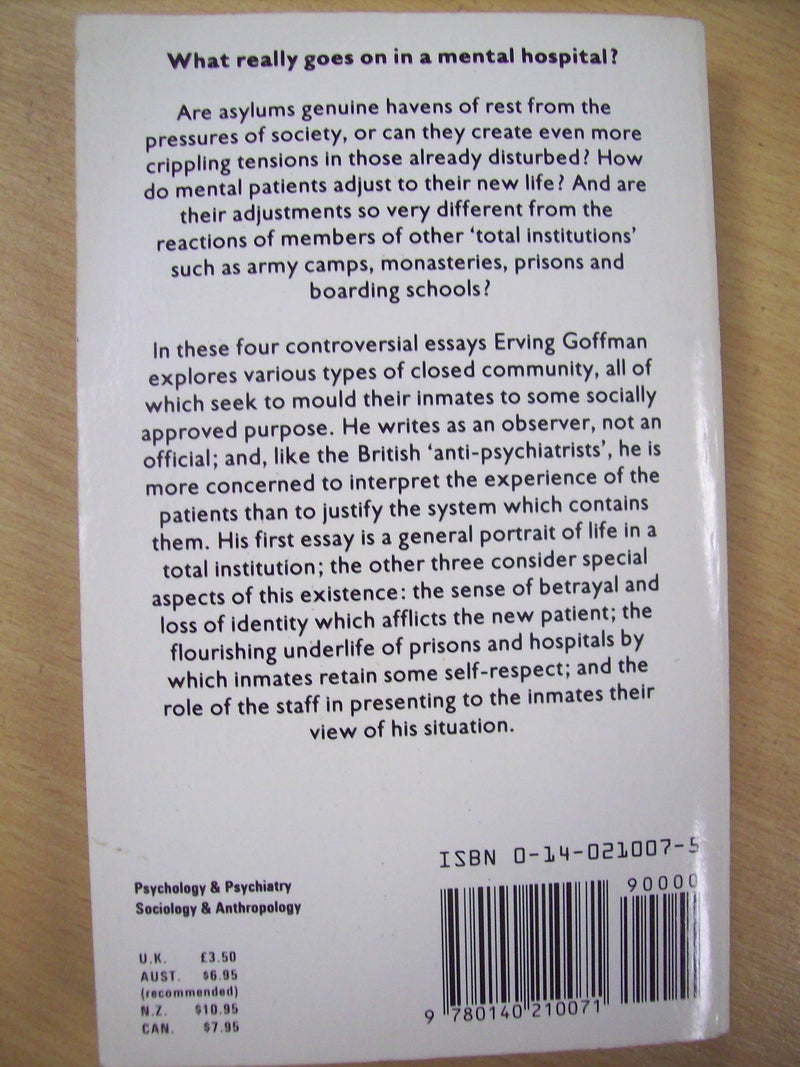 What really goes on in a mental hospital?
Are asylums genuine havens of rest from the
pressures of society, or can they create even more
crippling tensions in those already disturbed? How
do mental patients adjust to their new life? And are
their adjustments so very different from the
reactions of members of other ‘total institutions’
such as army camps, monasteries, prisons and
boarding schools?
In these four controversial essays Erving Goffman
explores various types of closed community, all of
which seek to mould their inmates to some socially
approved purpose. He writes as an observer, not an
official; and, like the British ‘anti-psychiatrists’, he is
more concerned to interpret the experience of the
patients than to justify the system which contains
them. His first essay is a general portrait of life in a
total institution; the other three consider special
aspects of this existence: the sense of betrayal and
loss of identity which afflicts the new patient; the
flourishing underlife of prisons and hospitals by
which inmates retain some self-respect; and the
role of the staff in presenting to the inmates their
view of his situation.
ISBN 0-14-021007-5
90000
Psychology & Psychiatry
Sociology & Anthropology
U.K. £3.50
AUST. $6.95
(recommended)
N.Z. $10.95
CAN. $7.95
9 780140 210071